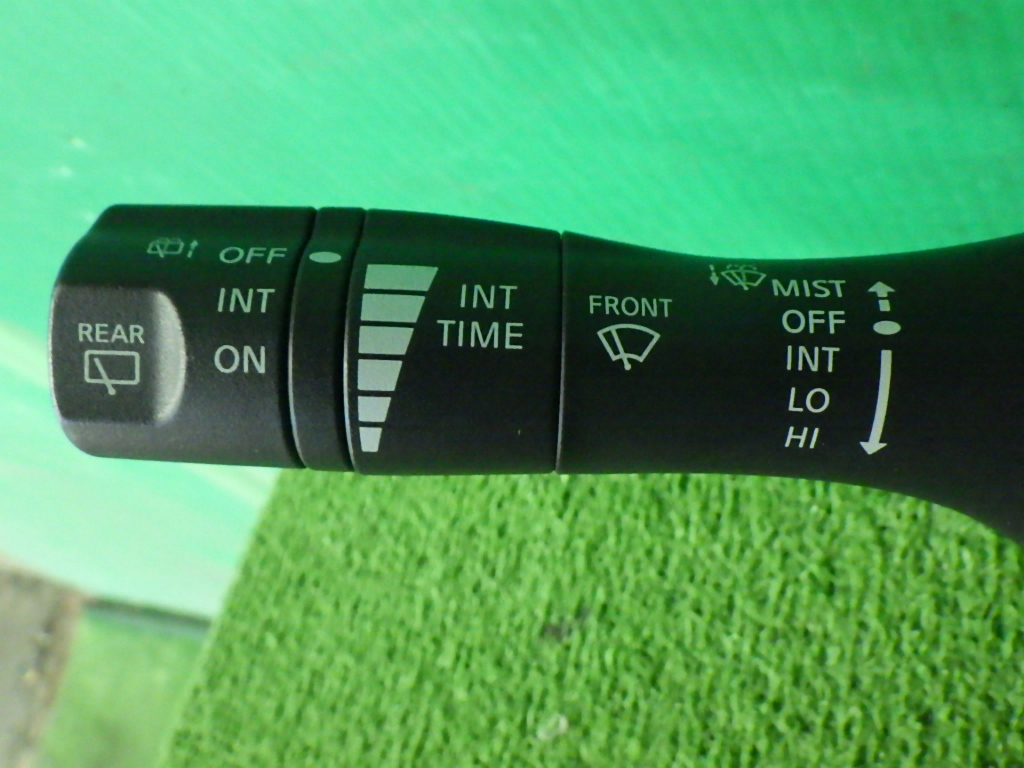 REAR
OFF
INT
ON
INT
TIME
FRONT
MIST
OFF
INT
LO
HI